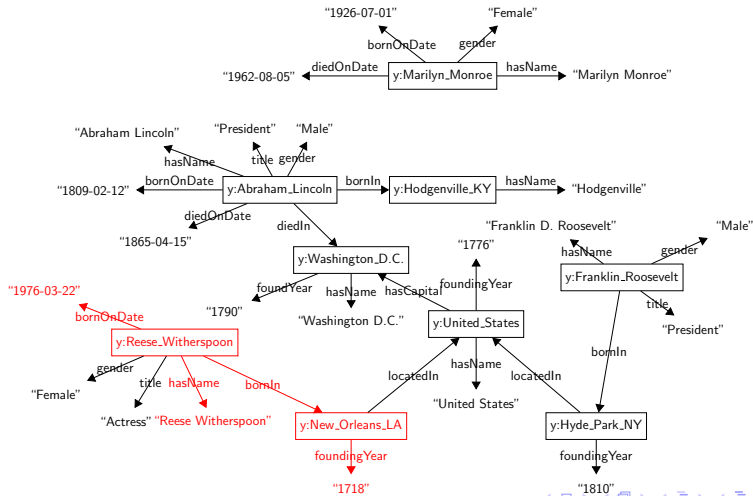 “1926-07-01”
“Female”
bornOnDate
gender
diedOnDate
hasName
“1962-08-05”
y:Marilyn_Monroe
“Marilyn Monroe”
“Abraham Lincoln”
“President”
“Male”
hasName
title
gender
bornOnDate
bornIn
hasName
“1809-02-12”
y:Abraham_Lincoln
y:Hodgenville_KY
“Hodgenville”
diedOnDate
diedIn
“1865-04-15”
“Franklin D. Roosevelt”
“Male”
“1776”
hasName
gender
y:Washington_D.C.
y:Franklin_Roosevelt
foundYear
hasName
hasCapital
foundingYear
title
“1976-03-22”
“1790”
“Washington D.C.”
y:United_States
“President”
bornOnDate
y:Reese_Witherspoon
bornIn
gender
title
hasName
bornIn
locatedIn
hasName
locatedIn
“Female”
“Actress”
“Reese Witherspoon”
“United States”
y:New_Orleans_LA
y:Hyde_Park_NY
foundingYear
foundingYear
“1718”
“1810”